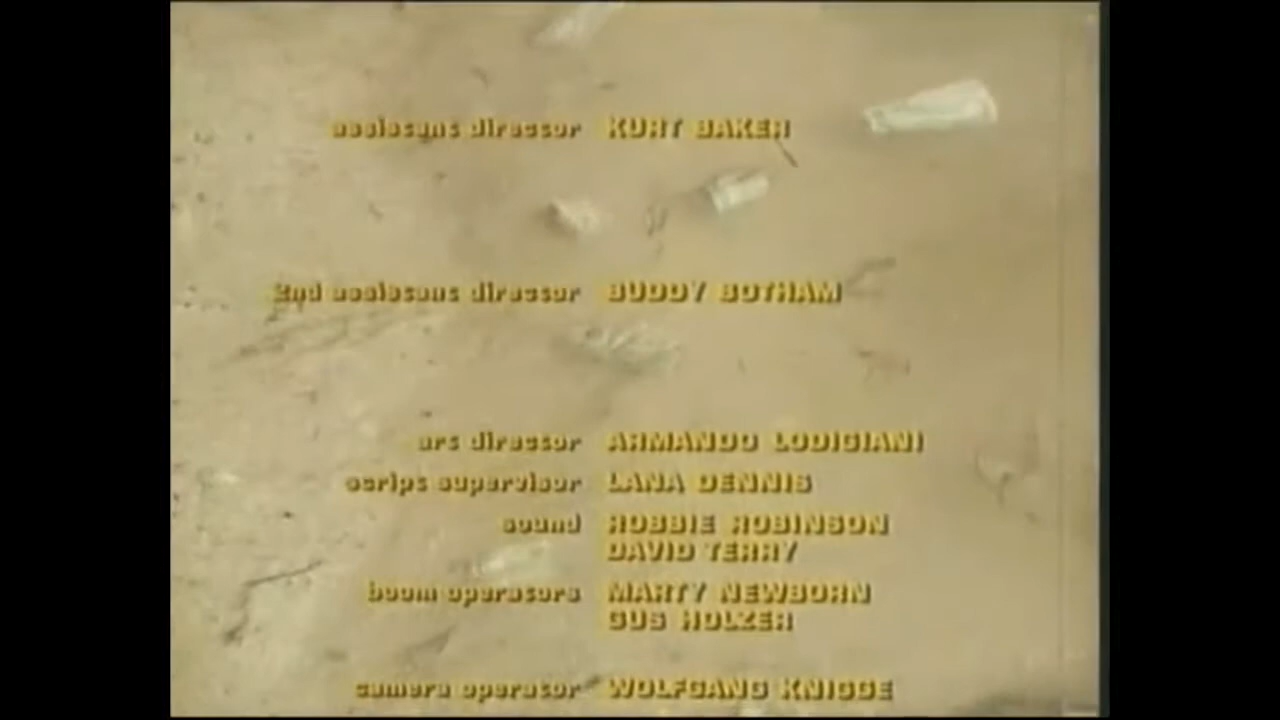 assistant director KURT BAKER
2nd assistant director BUDDY BOTHAM
art director ARMANDO LODIGIANI
script supervisor LANA DENNIS
sound ROBBIE ROBINSON
DAVID TERRY
boom operators MARTY NEWBORN
GUS HOLZER
camera operator WOLFGANG KNIGGE